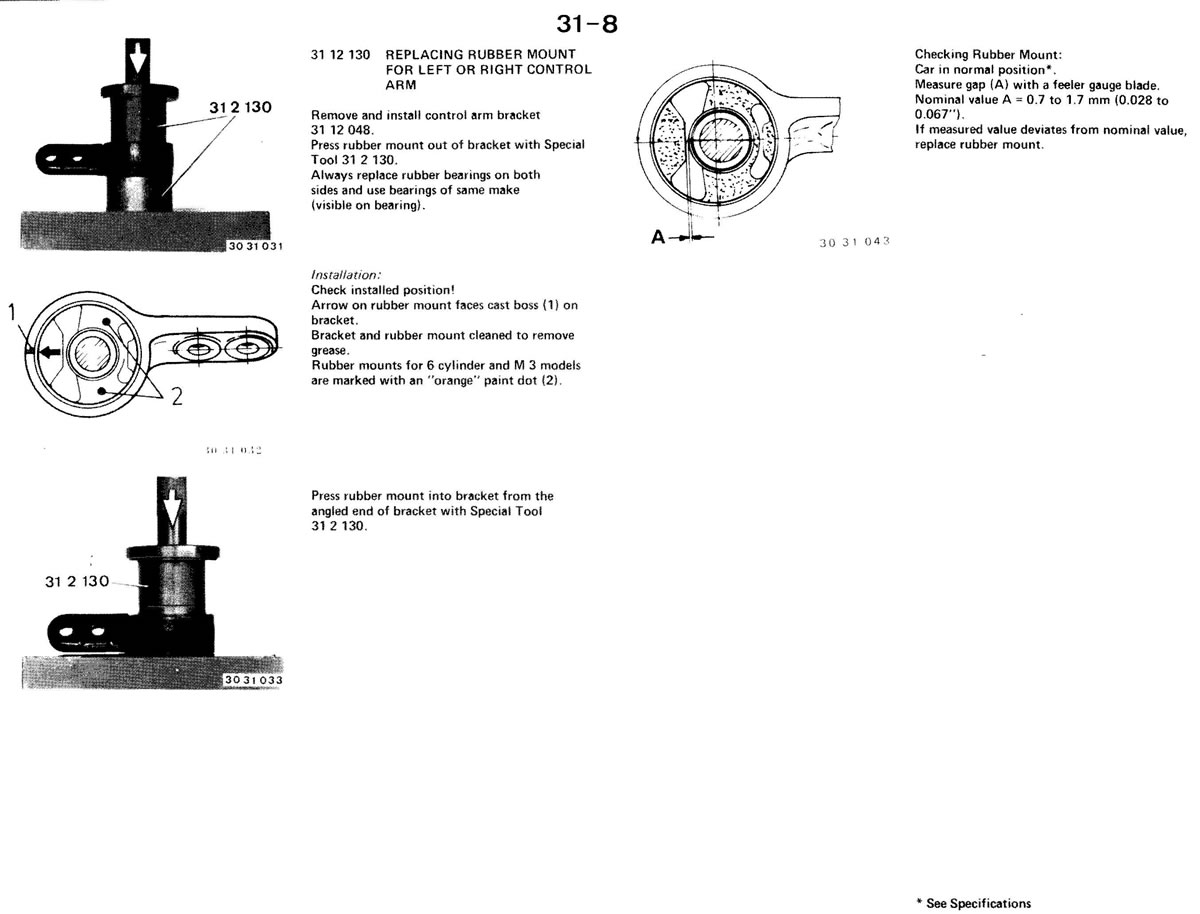 31-8
31 2 130
30 31 031
31 12 130 REPLACING RUBBER MOUNT
FOR LEFT OR RIGHT CONTROL
ARM
Remove and install control arm bracket
31 12 048.
Press rubber mount out of bracket with Special
Tool 31 2 130.
Always replace rubber bearings on both
sides and use bearings of same make
(visible on bearing).
1
2
30 31 032
Installation:
Check installed position!
Arrow on rubber mount faces cast boss (1) on
bracket.
Bracket and rubber mount cleaned to remove
grease.
Rubber mounts for 6 cylinder and M 3 models
are marked with an "orange" paint dot (2).
31 2 130
30 31 033
Press rubber mount into bracket from the
angled end of bracket with Special Tool
31 2 130.
A
30 31 043
Checking Rubber Mount:
Car in normal position*.
Measure gap (A) with a feeler gauge blade.
Nominal value A = 0.7 to 1.7 mm (0.028 to
0.067").
If measured value deviates from nominal value,
replace rubber mount.
* See Specifications